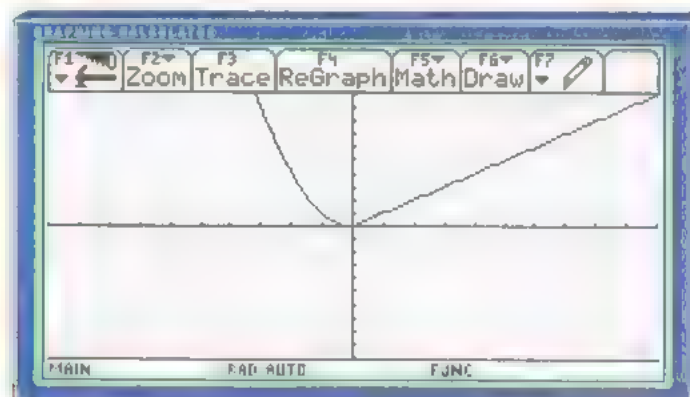 F1 F2 F3 F4 F5 F6 F7
Zoom Trace ReGraph Math Draw
MAIN RAD AUTO FUNC